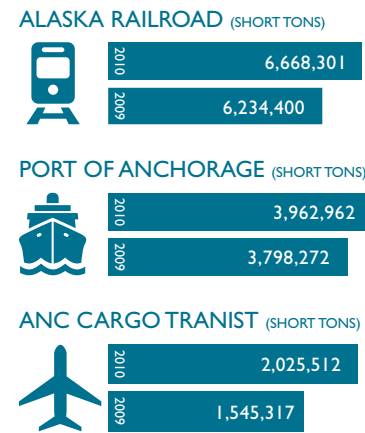 ALASKA RAILROAD (SHORT TONS)
2010 6,668,301
2009 6,234,400
PORT OF ANCHORAGE (SHORT TONS)
2010 3,962,962
2009 3,798,272
ANC CARGO TRANIST (SHORT TONS)
2010 2,025,512
2009 1,545,317